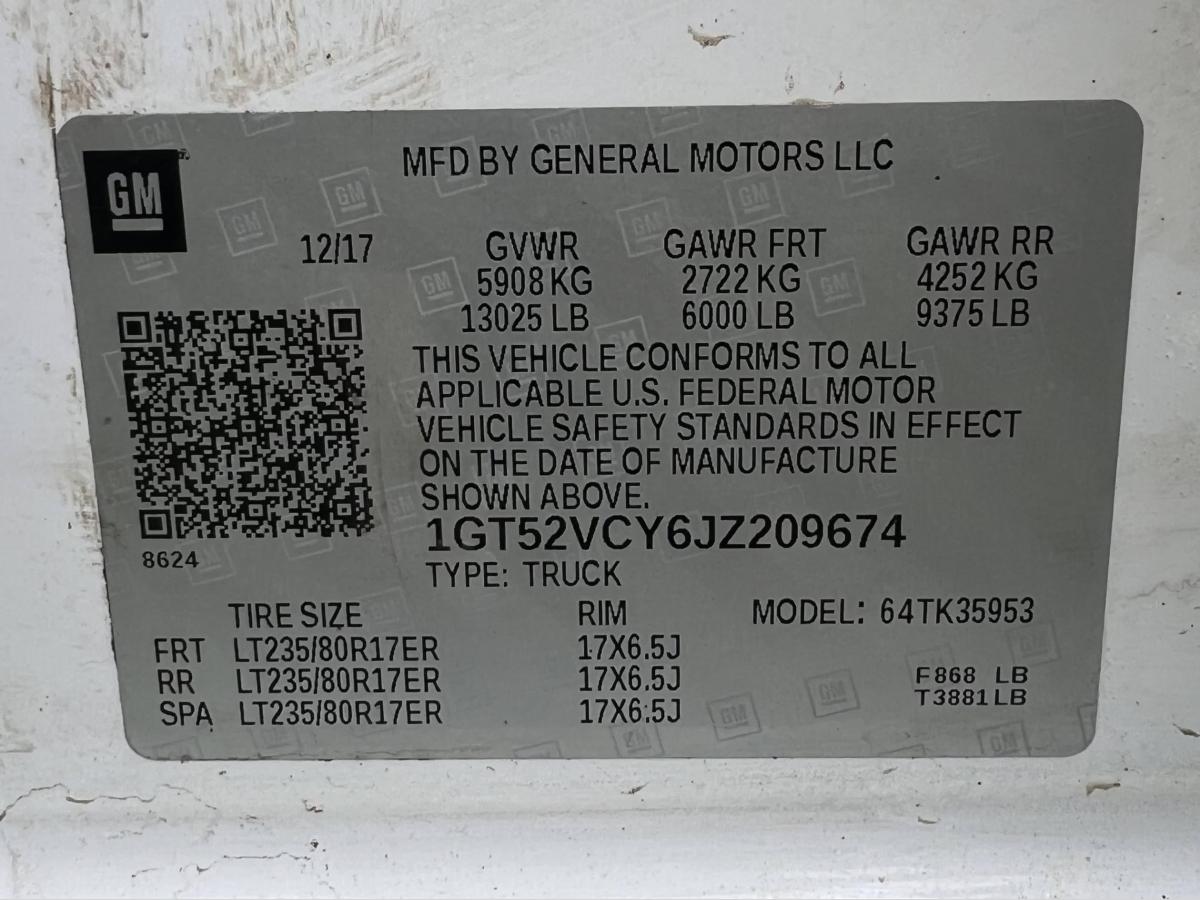 GM
MFD BY GENERAL MOTORS LLC
12/17 GVWR GAWR FRT GAWR RR
5908 KG 2722 KG 4252 KG
13025 LB 6000 LB 9375 LB
THIS VEHICLE CONFORMS TO ALL
APPLICABLE U.S. FEDERAL MOTOR
VEHICLE SAFETY STANDARDS IN EFFECT
ON THE DATE OF MANUFACTURE
SHOWN ABOVE.
1GT52VCY6JZ209674
8624
TYPE: TRUCK
TIRE SIZE RIM MODEL: 64TK35953
FRT LT235/80R17ER 17X6.5J
RR LT235/80R17ER 17X6.5J
SPA LT235/80R17ER 17X6.5J
F868 LB
T3881LB